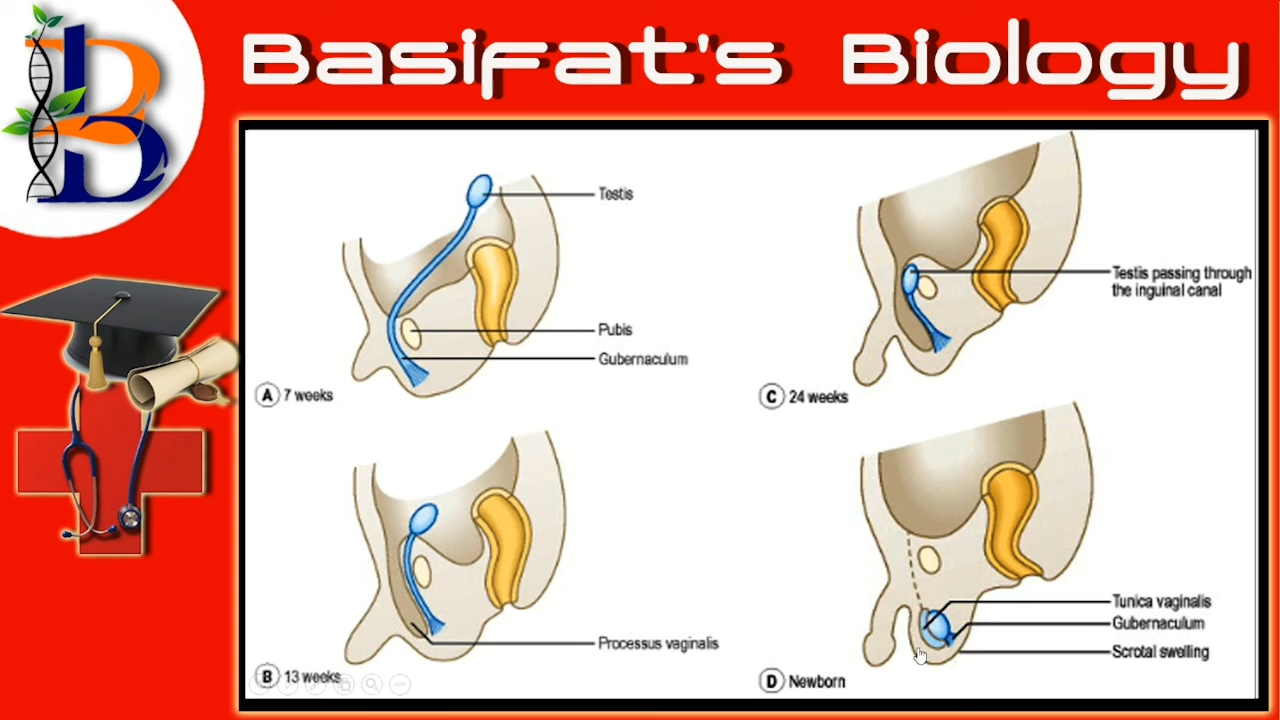 Basifat's Biology
B
Testis
Pubis
Gubernaculum
A 7 weeks
Testis passing through
the inguinal canal
C 24 weeks
Processus vaginalis
B 13 weeks
Tunica vaginalis
Gubernaculum
Scrotal swelling
D Newborn